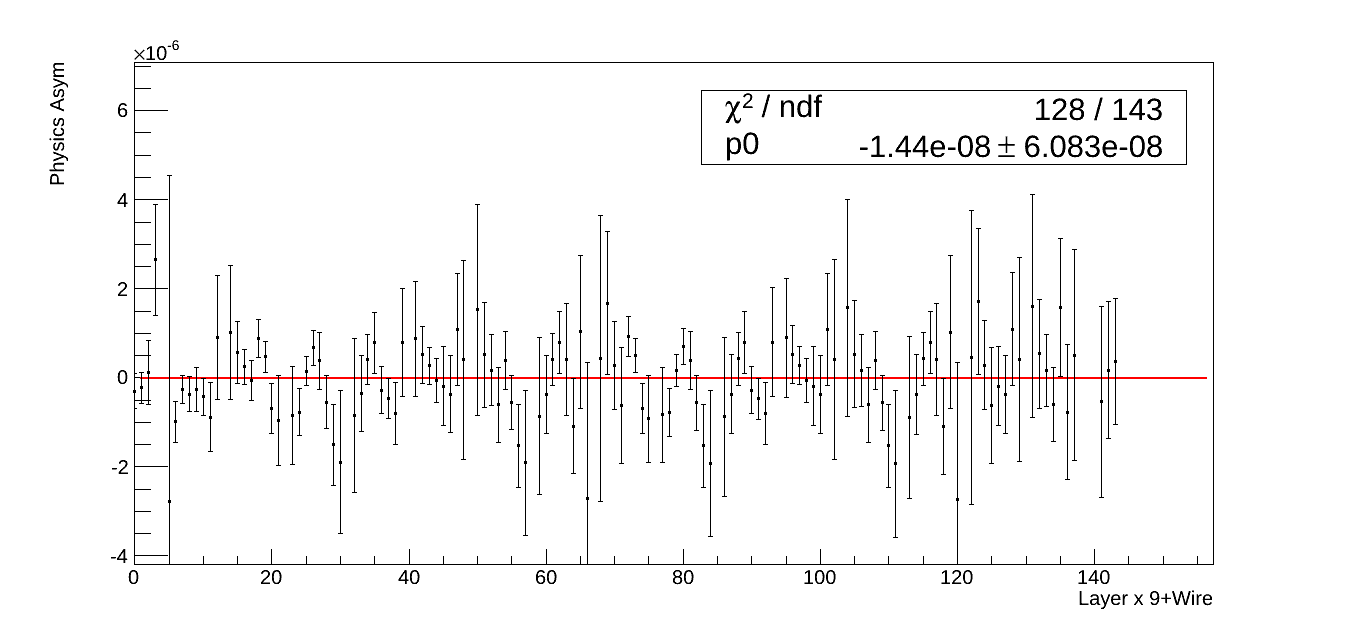 ×10⁻⁶
Physics Asym
χ² / ndf 128 / 143
p0 -1.44e-08 ± 6.083e-08
6
4
2
0
-2
-4
0 20 40 60 80 100 120 140
Layer x 9+Wire